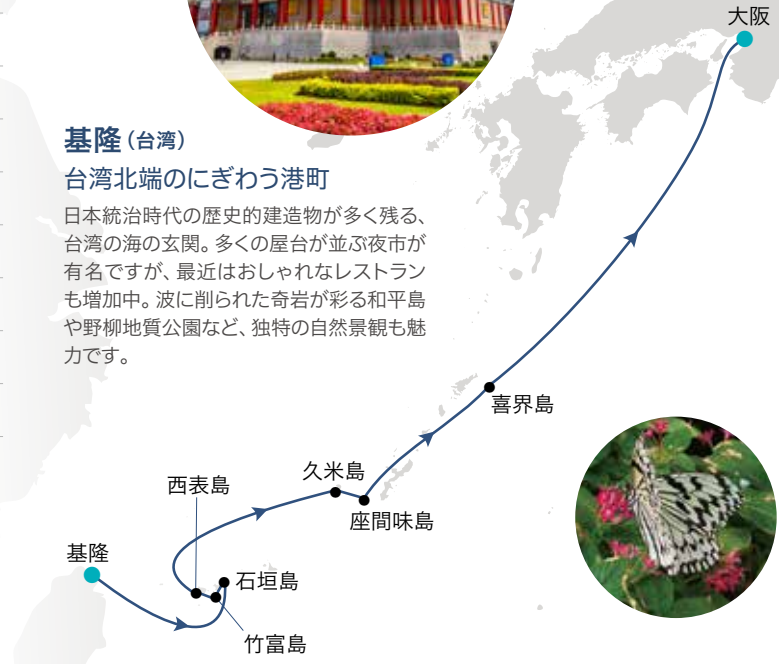 大阪
基隆（台湾）
台湾北端のにぎわう港町
日本統治時代の歴史的建造物が多く残る、
台湾の海の玄関。多くの屋台が並ぶ夜市が
有名ですが、最近はおしゃれなレストラン
も増加中。波に削られた奇岩が彩る和平島
や野柳地質公園など、独特の自然景観も魅
力です。
喜界島
久米島
西表島
座間味島
基隆
石垣島
竹富島